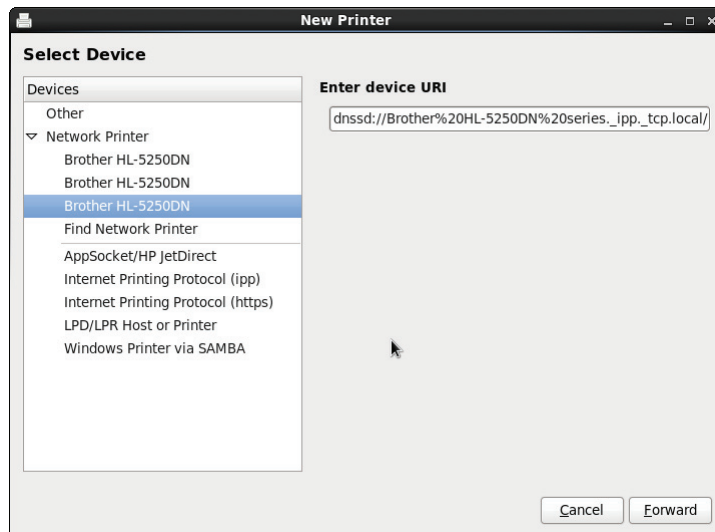 New Printer
Select Device
Devices
Other
Network Printer
Brother HL-5250DN
Brother HL-5250DN
Brother HL-5250DN
Find Network Printer
AppSocket/HP JetDirect
Internet Printing Protocol (ipp)
Internet Printing Protocol (https)
LPD/LPR Host or Printer
Windows Printer via SAMBA
Enter device URI
dnssd://Brother%20HL-5250DN%20series._ipp._tcp.local/
Cancel
Forward